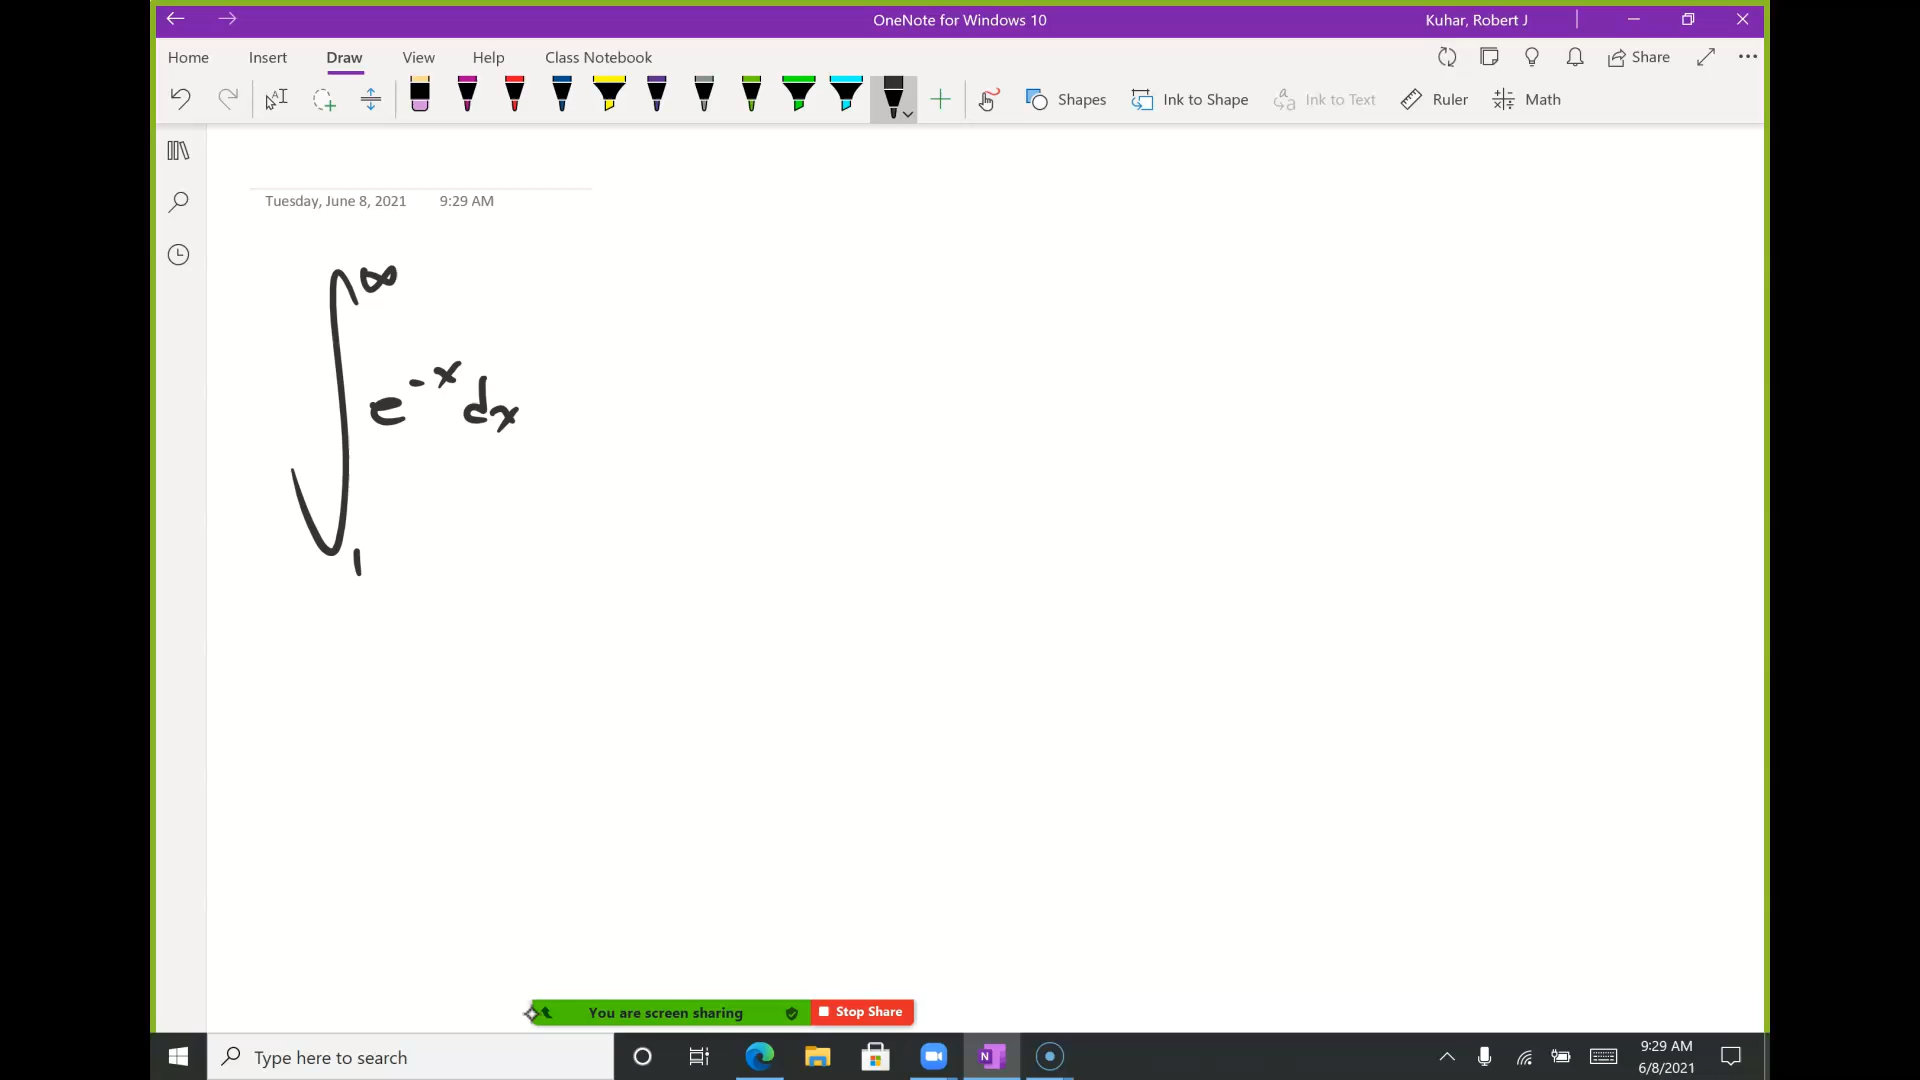 OneNote for Windows 10
Kuhar, Robert J
Home Insert Draw View Help Class Notebook Share
Shapes Ink to Shape Ink to Text Ruler Math
Tuesday, June 8, 2021 9:29 AM
∫₁^∞ e^{-x} dx
You are screen sharing Stop Share
Type here to search
9:29 AM
6/8/2021